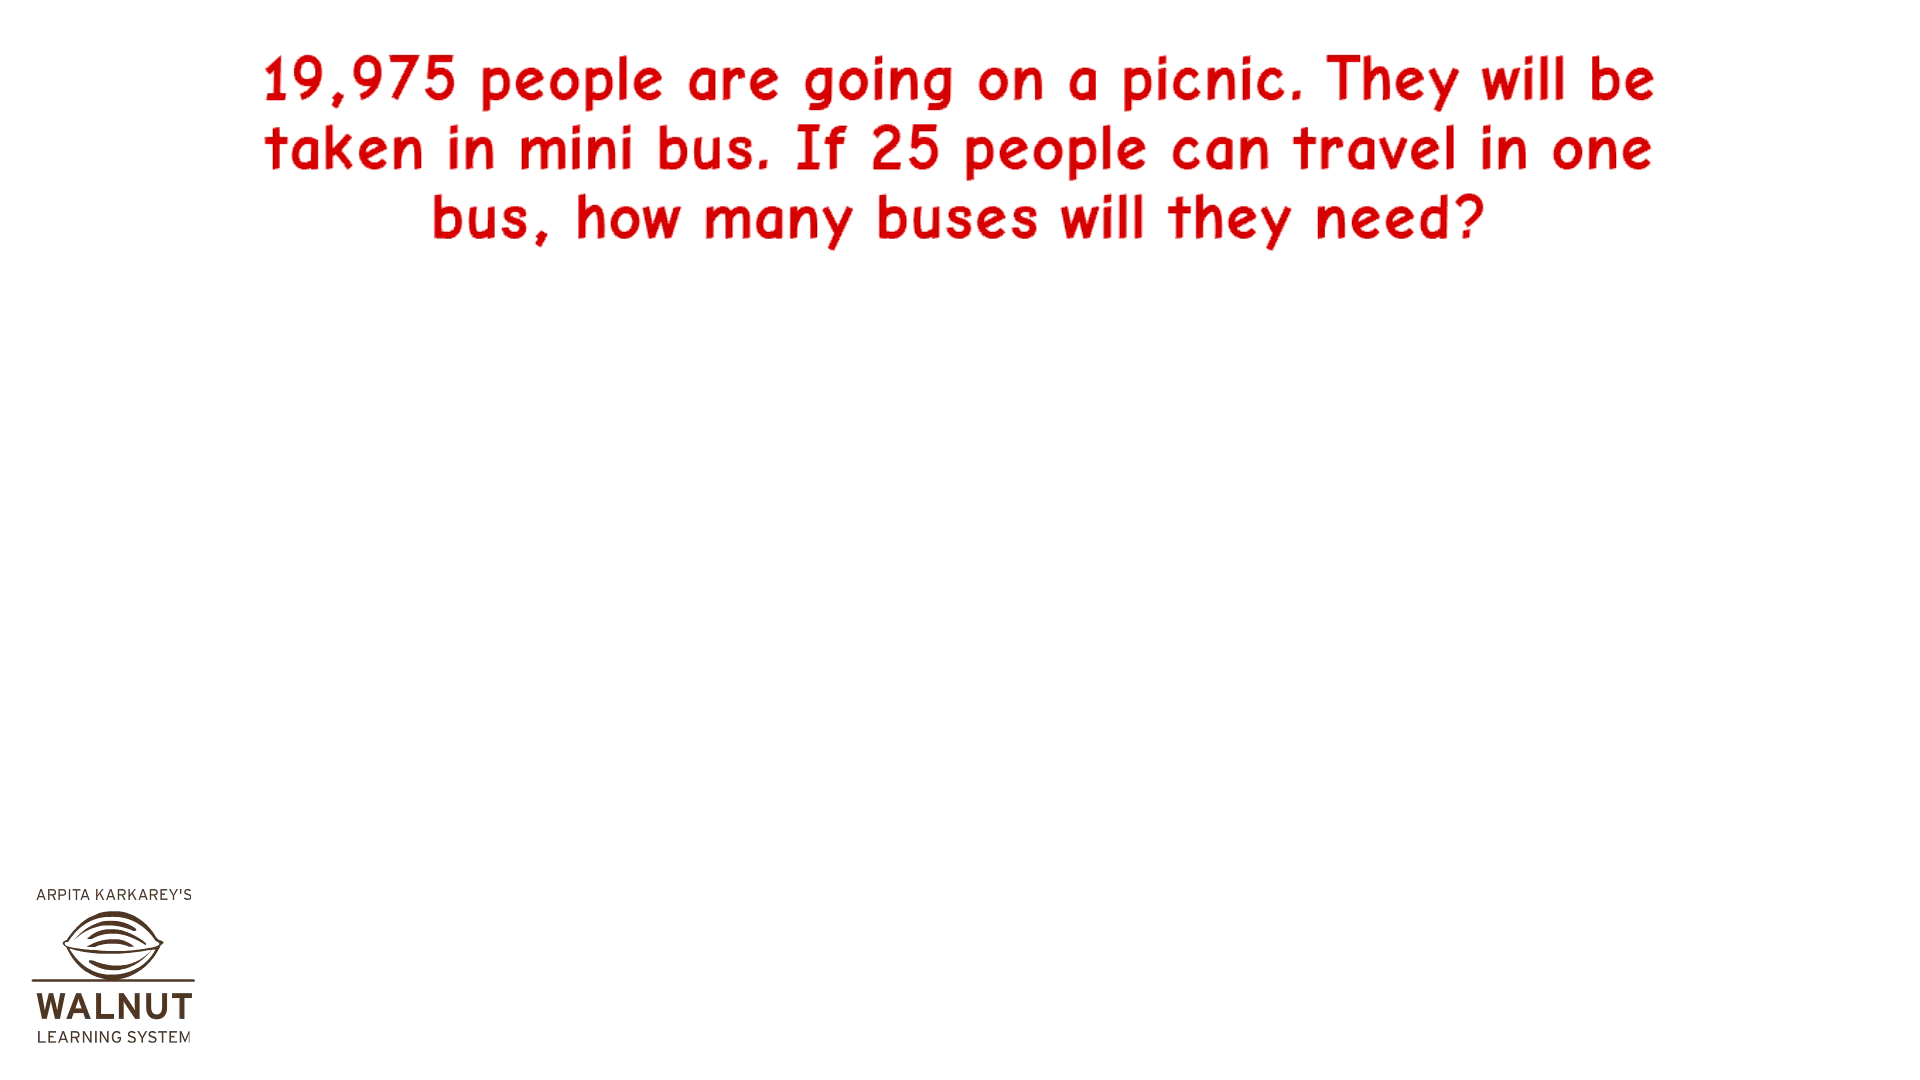 19,975 people are going on a picnic. They will be
taken in mini bus. If 25 people can travel in one
bus, how many buses will they need?
ARPITA KARKAREY'S
WALNUT
LEARNING SYSTEM